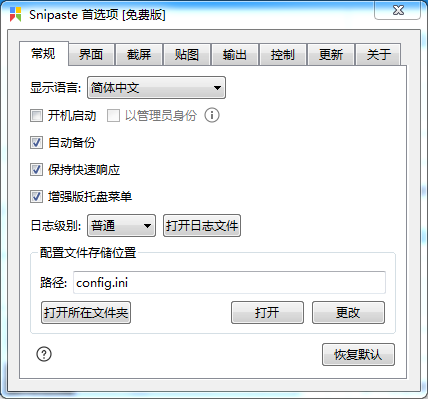 Snipaste 首选项 [免费版]
常规 界面 截屏 贴图 输出 控制 更新 关于
显示语言: 简体中文
开机启动 以管理员身份
自动备份
保持快速响应
增强版托盘菜单
日志级别: 普通 打开日志文件
配置文件存储位置
路径: config.ini
打开所在文件夹 打开 更改
恢复默认